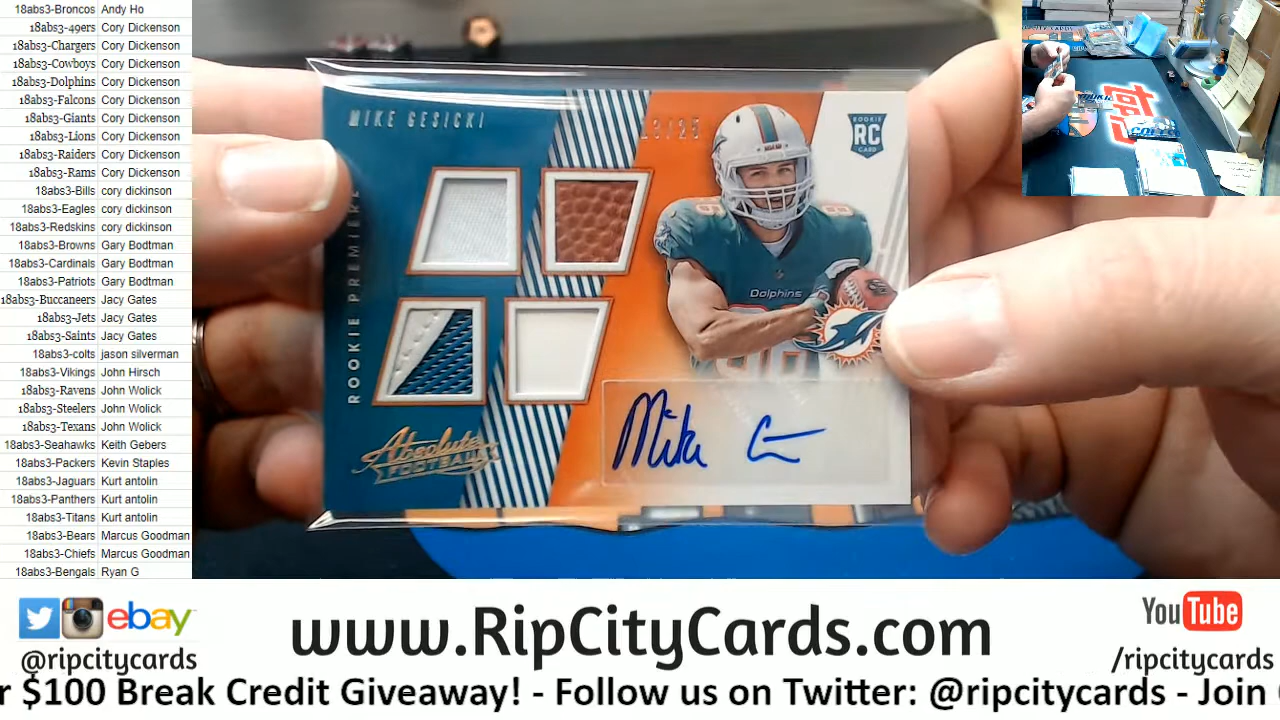 18abs3-Broncos Andy Ho
18abs3-49ers Cory Dickenson
18abs3-Chargers Cory Dickenson
18abs3-Cowboys Cory Dickenson
18abs3-Dolphins Cory Dickenson
18abs3-Falcons Cory Dickenson
18abs3-Giants Cory Dickenson
18abs3-Lions Cory Dickenson
18abs3-Raiders Cory Dickenson
18abs3-Rams Cory Dickenson
18abs3-Bills cory dickinson
18abs3-Eagles cory dickinson
18abs3-Redskins cory dickinson
18abs3-Browns Gary Bodtman
18abs3-Cardinals Gary Bodtman
18abs3-Patriots Gary Bodtman
18abs3-Buccaneers Jacy Gates
18abs3-Jets Jacy Gates
18abs3-Saints Jacy Gates
18abs3-colts jason silverman
18abs3-Vikings John Hirsch
18abs3-Ravens John Wolick
18abs3-Steelers John Wolick
18abs3-Texans John Wolick
18abs3-Seahawks Keith Gebers
18abs3-Packers Kevin Staples
18abs3-Jaguars Kurt antolin
18abs3-Panthers Kurt antolin
18abs3-Titans Kurt antolin
18abs3-Bears Marcus Goodman
18abs3-Chiefs Marcus Goodman
18abs3-Bengals Ryan G
MIKE GESICKI
13/25
ROOKIE
RC
CARD
ROOKIE PREMIERE
86
Dolphins
Absolute
FOOTBALL
Mike
ebay
@ripcitycards
www.RipCityCards.com
YouTube
/ripcitycards
r $100 Break Credit Giveaway! - Follow us on Twitter: @ripcitycards - Join